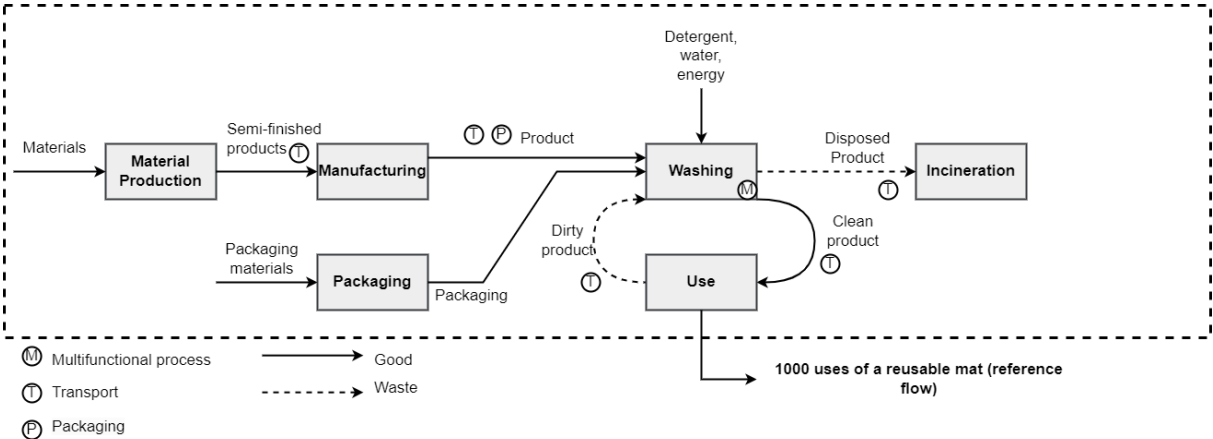 Detergent,
water,
energy
Materials
Material
Production
Semi-finished
products
T
Manufacturing
T
P
Product
Washing
M
Disposed
Product
T
Incineration
Dirty
product
T
Clean
product
T
Packaging
materials
Packaging
Packaging
Use
M
Multifunctional process
Good
T
Transport
Waste
P
Packaging
1000 uses of a reusable mat (reference
flow)